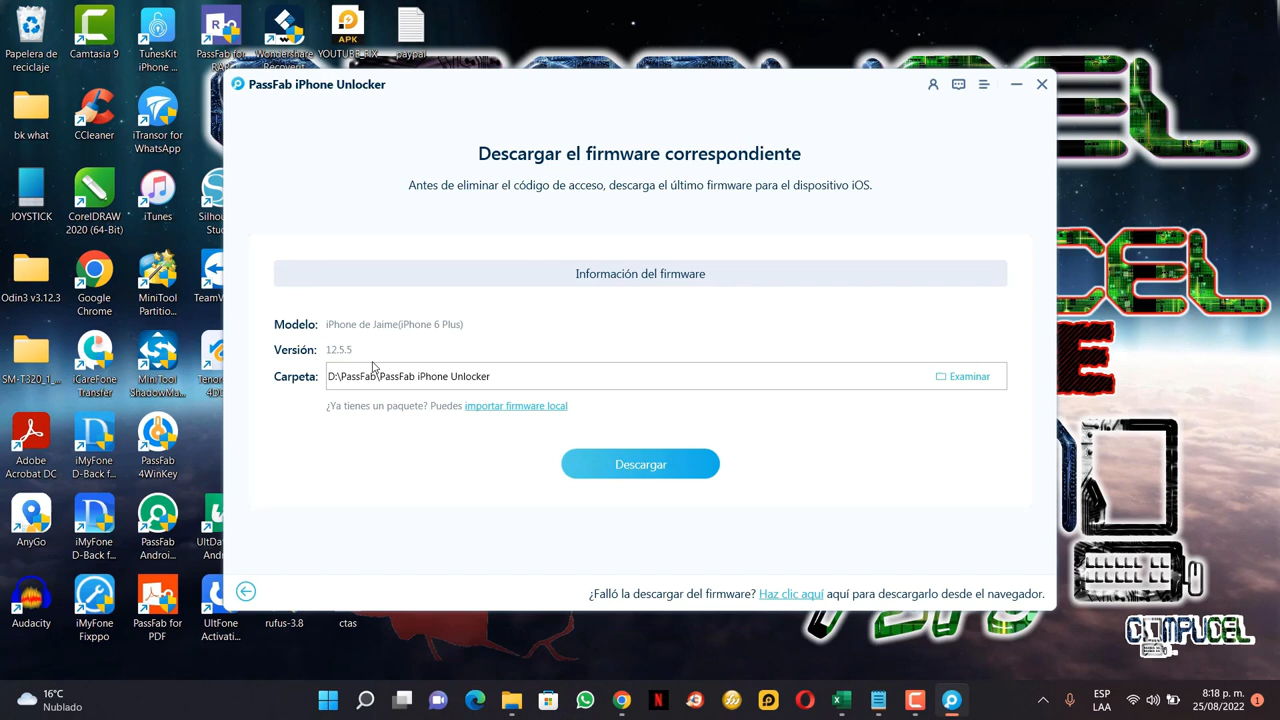 Papelera de
reciclaje
Camtasia 9
TunesKit
iPhone ...
PassFab for
Wondershare
Recoverit
YOUTUBE_FIX
APK
paypal
PassFab iPhone Unlocker
bk what
CCleaner
iTransor for
WhatsApp
JOYSTICK
CorelDRAW
2020 (64-Bit)
iTunes
Odin3 v3.12.3
Google
Chrome
MiniTool
Partitio...
SM-T320_1_...
iCareFone
Transfer
MiniTool
ShadowMa...
Adobe
Acrobat DC
iMyFone
D-Back f...
PassFab
4WinKey
AnyGo
iMyFone
D-Back f...
PassFab
Androi...
Audacity
iMyFone
Fixppo
PassFab for
PDF
UltFone
Activati...
rufus-3.8
ctas
Descargar el firmware correspondiente
Antes de eliminar el código de acceso, descarga el último firmware para el dispositivo iOS.
Información del firmware
Modelo: iPhone de Jaime(iPhone 6 Plus)
Versión: 12.5.5
Carpeta: D:\PassFab\PassFab iPhone Unlocker
Examinar
¿Ya tienes un paquete? Puedes importar firmware local
Descargar
¿Falló la descarga del firmware? Haz clic aquí aquí para descargarlo desde el navegador.
COMPUCEL
16°C
Nublado
ESP
LAA
8:18 p. m.
25/08/2022
1